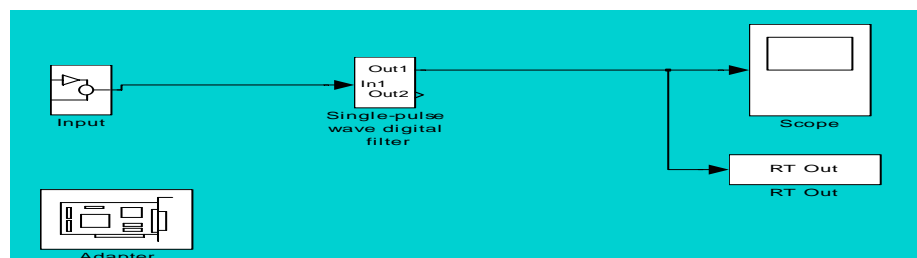 Input
Out1
In1
Out2
Single-pulse
wave digital
filter
Scope
RT Out
RT Out
Adapter